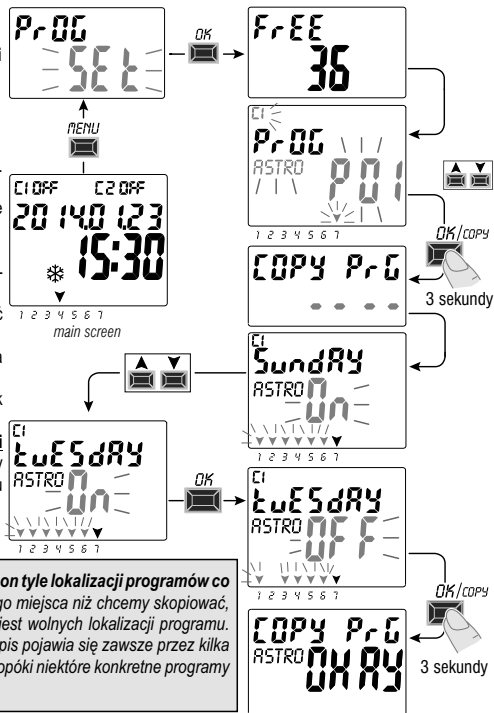 PrOG
SEt
OK
FrEE
36
MENU
C1
PrOG
ASTRO
P01
1 2 3 4 5 6 7
C1 OFF C2 OFF
2014.01.23
15:30
1 2 3 4 5 6 7
main screen
OK/COPY
3 sekundy
COPY PrG
- - - -
C1
SundAY
ASTRO
On
1 2 3 4 5 6 7
C1
tuESdAY
ASTRO
On
1 2 3 4 5 6 7
OK
C1
tuESdAY
ASTRO
OFF
1 2 3 4 5 6 7
OK/COPY
3 sekundy
COPY PrG
ASTRO
OKAY
on tyle lokalizacji programów co
go miejsca niż chcemy skopiować,
jest wolnych lokalizacji programu.
pis pojawia się zawsze przez kilka
opóki niektóre konkretne programy